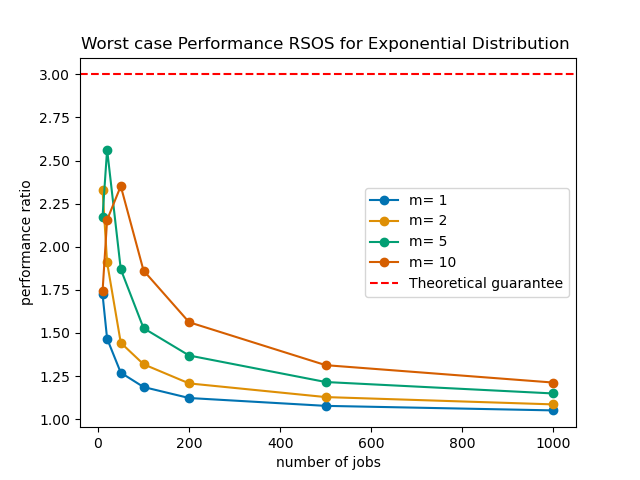 Worst case Performance RSOS for Exponential Distribution
3.00
2.75
2.50
2.25
2.00
1.75
1.50
1.25
1.00
performance ratio
m= 1
m= 2
m= 5
m= 10
Theoretical guarantee
0 200 400 600 800 1000
number of jobs